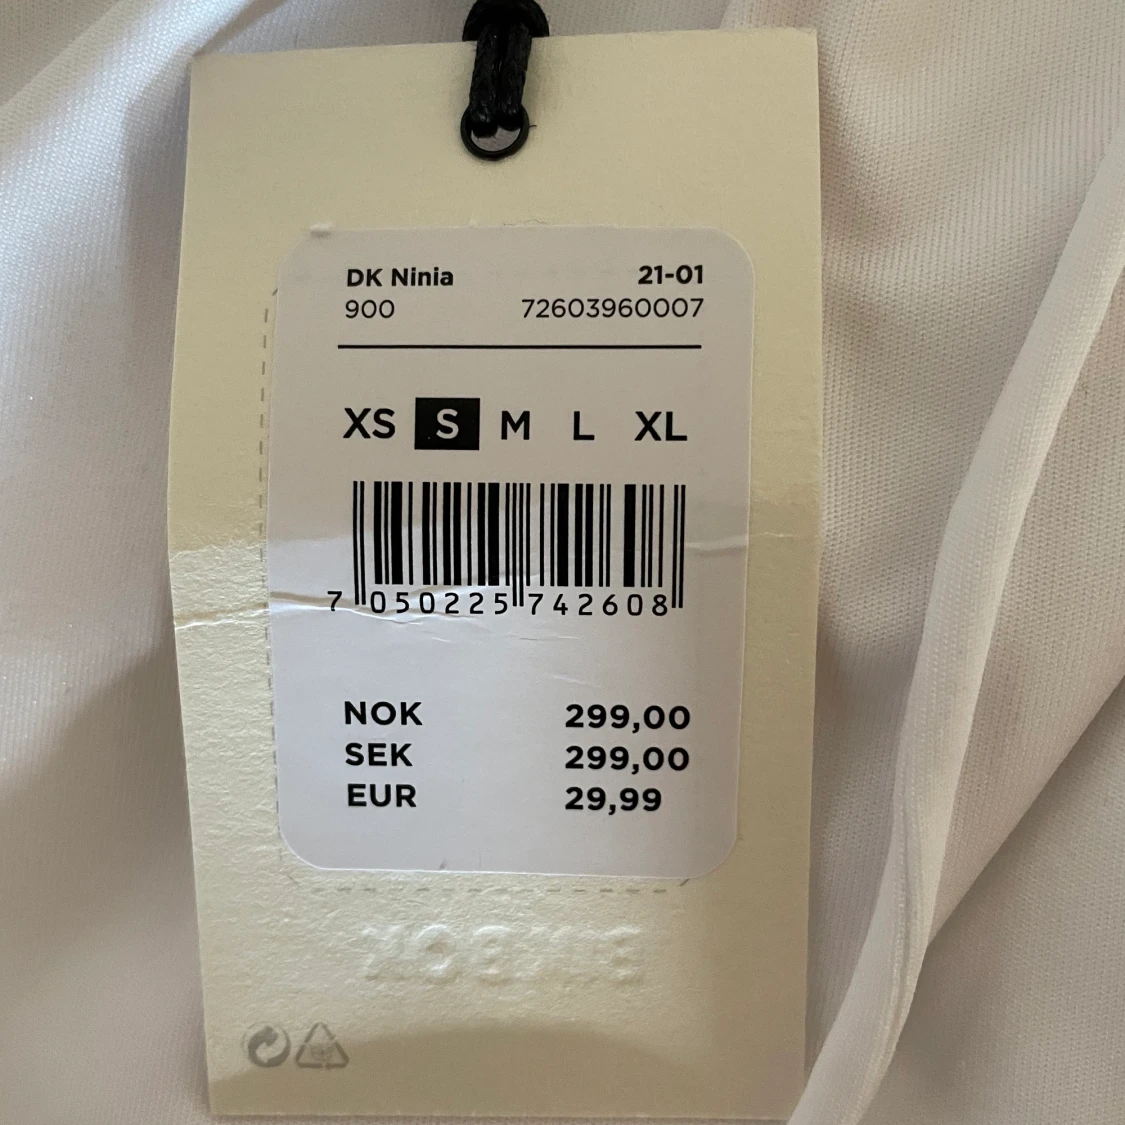 DK Ninia 21-01
900 72603960007
XS S M L XL
7 050225 742608
NOK 299,00
SEK 299,00
EUR 29,99